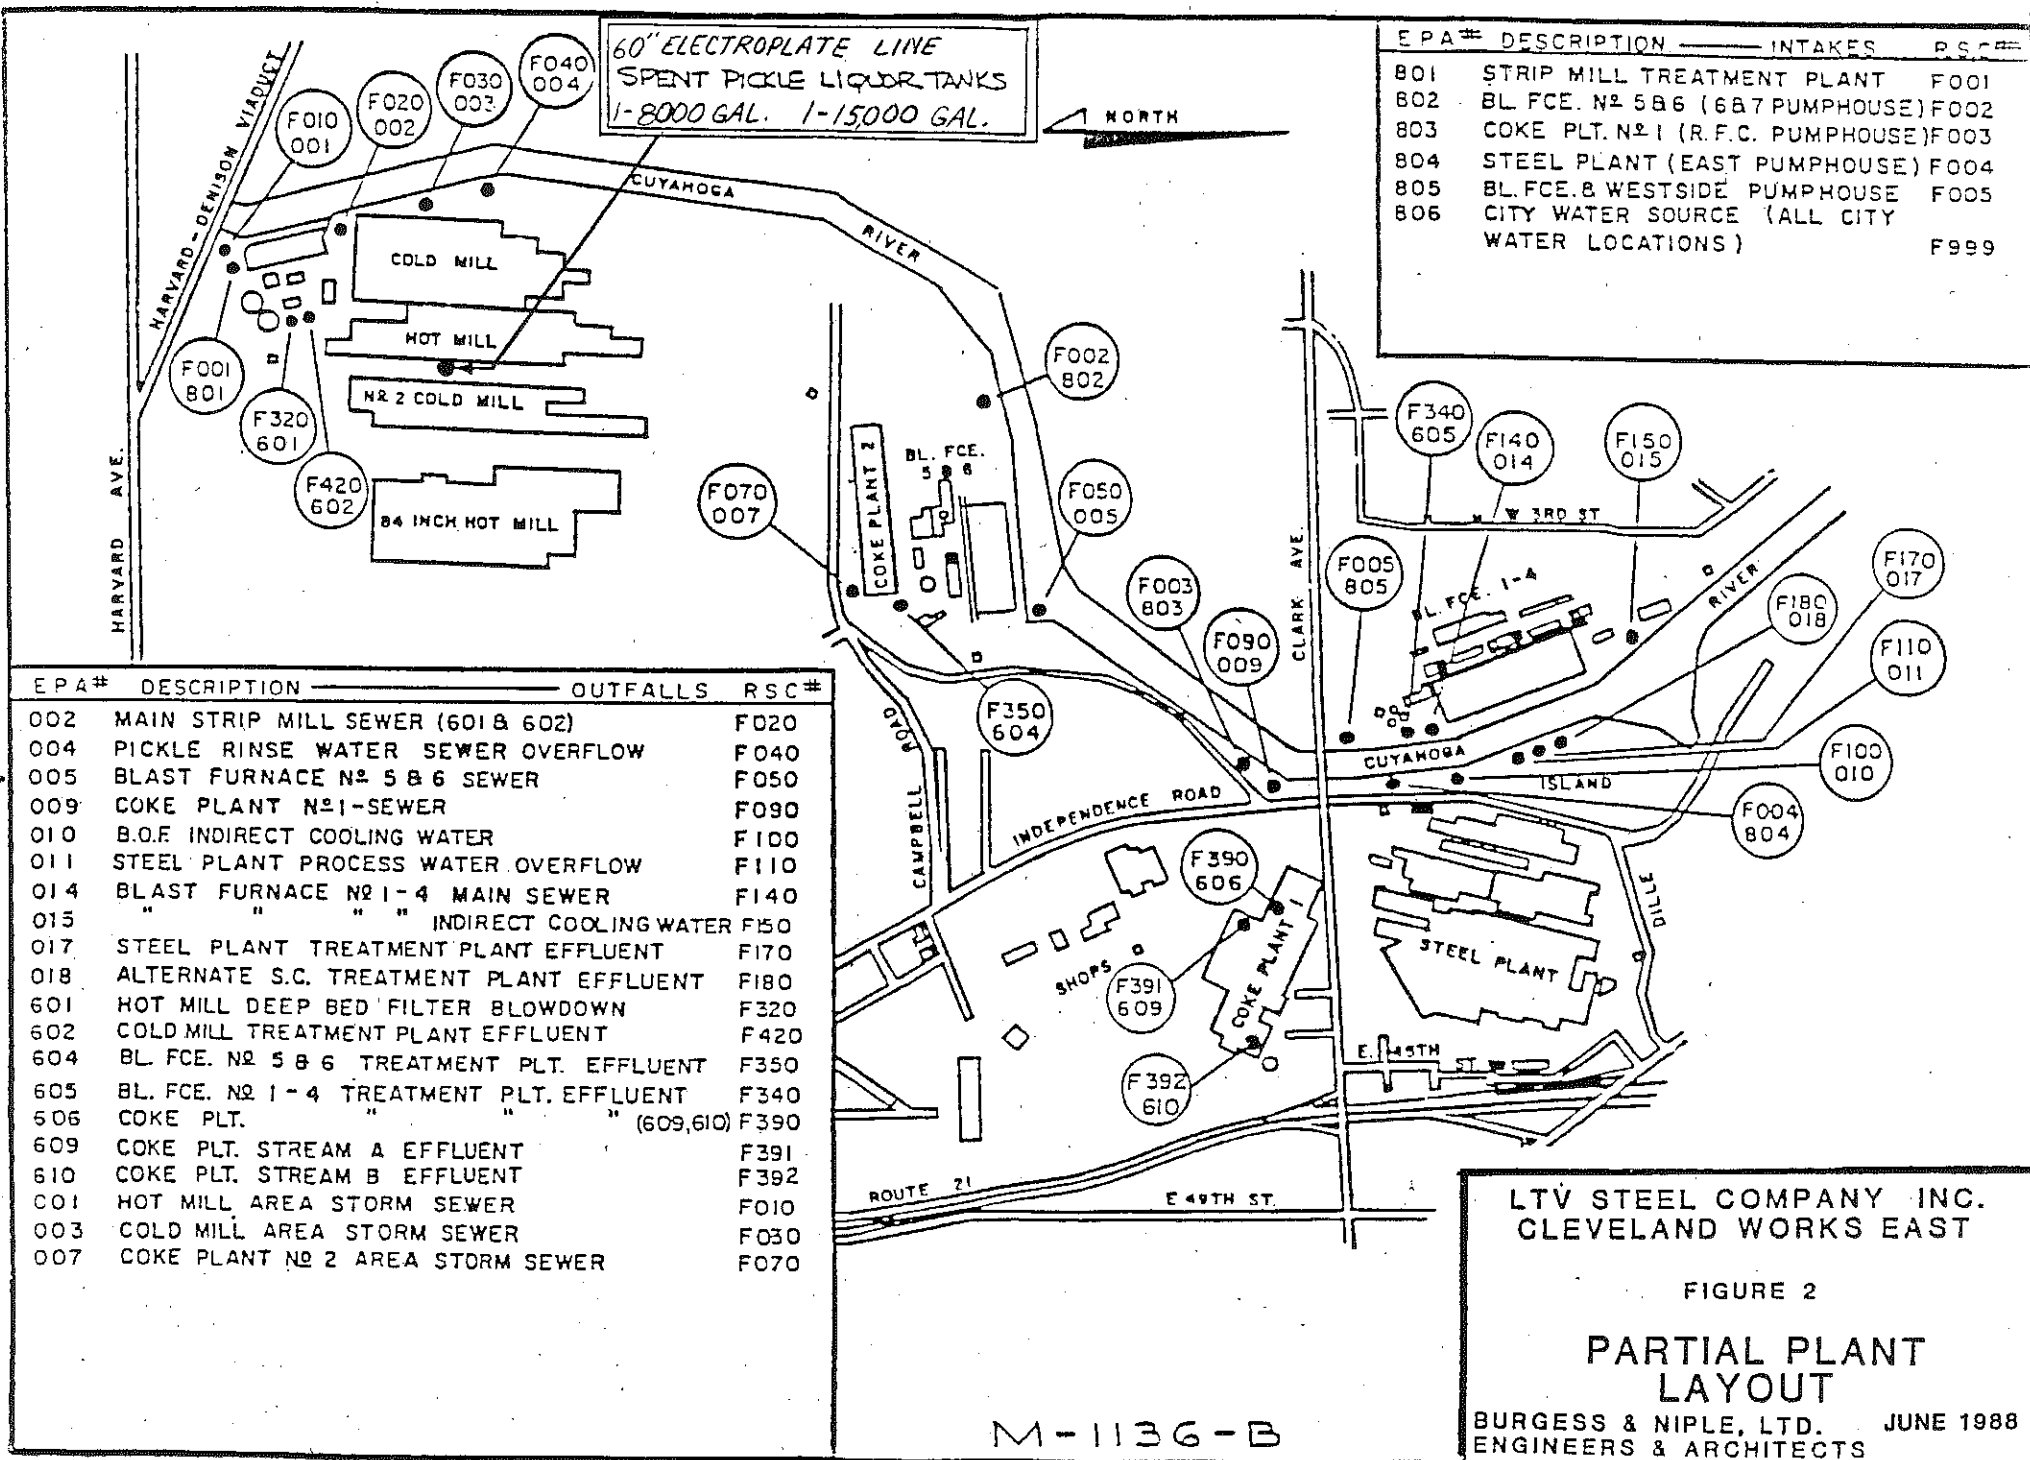 60" ELECTROPLATE LINE
SPENT PICKLE LIQUOR TANKS
1-8000 GAL. 1-15,000 GAL.
NORTH
EPA# DESCRIPTION INTAKES RSC#
801 STRIP MILL TREATMENT PLANT F001
802 BL. FCE. Nº 5&6 (6&7 PUMPHOUSE) F002
803 COKE PLT. Nº 1 (R.F.C. PUMPHOUSE) F003
804 STEEL PLANT (EAST PUMPHOUSE) F004
805 BL. FCE. & WESTSIDE PUMPHOUSE F005
806 CITY WATER SOURCE (ALL CITY
WATER LOCATIONS) F999
F010
001
F020
002
F030
003
F040
004
HARVARD-DENISON VIADUCT
CUYAHOGA
RIVER
COLD MILL
HOT MILL
Nº 2 COLD MILL
84 INCH HOT MILL
F001
801
F320
601
F420
602
HARVARD AVE.
F002
802
F070
007
COKE PLANT 2
BL. FCE.
5 & 6
F050
005
F003
803
F090
009
CLARK AVE.
F340
605
F140
014
F150
015
W 3RD ST
F005
805
BL. FCE. 1-4
RIVER
F170
017
F180
018
F110
011
F100
010
F004
804
CUYAHOGA
ISLAND
F350
604
CAMPBELL ROAD
INDEPENDENCE ROAD
F390
606
F391
609
F392
610
SHOPS
COKE PLANT 1
STEEL PLANT
DILLE
E. 45TH ST.
ROUTE 21
E 49TH ST.
EPA# DESCRIPTION OUTFALLS RSC#
002 MAIN STRIP MILL SEWER (601 & 602) F020
004 PICKLE RINSE WATER SEWER OVERFLOW F040
005 BLAST FURNACE Nº 5 & 6 SEWER F050
009 COKE PLANT Nº1-SEWER F090
010 B.O.F. INDIRECT COOLING WATER F100
011 STEEL PLANT PROCESS WATER OVERFLOW F110
014 BLAST FURNACE Nº 1-4 MAIN SEWER F140
015 " " " " INDIRECT COOLING WATER F150
017 STEEL PLANT TREATMENT PLANT EFFLUENT F170
018 ALTERNATE S.C. TREATMENT PLANT EFFLUENT F180
601 HOT MILL DEEP BED FILTER BLOWDOWN F320
602 COLD MILL TREATMENT PLANT EFFLUENT F420
604 BL. FCE. Nº 5 & 6 TREATMENT PLT. EFFLUENT F350
605 BL. FCE. Nº 1-4 TREATMENT PLT. EFFLUENT F340
606 COKE PLT. " " " (609,610) F390
609 COKE PLT. STREAM A EFFLUENT F391
610 COKE PLT. STREAM B EFFLUENT F392
001 HOT MILL AREA STORM SEWER F010
003 COLD MILL AREA STORM SEWER F030
007 COKE PLANT Nº 2 AREA STORM SEWER F070
LTV STEEL COMPANY INC.
CLEVELAND WORKS EAST
FIGURE 2
PARTIAL PLANT
LAYOUT
BURGESS & NIPLE, LTD. JUNE 1988
ENGINEERS & ARCHITECTS
M-1136-B